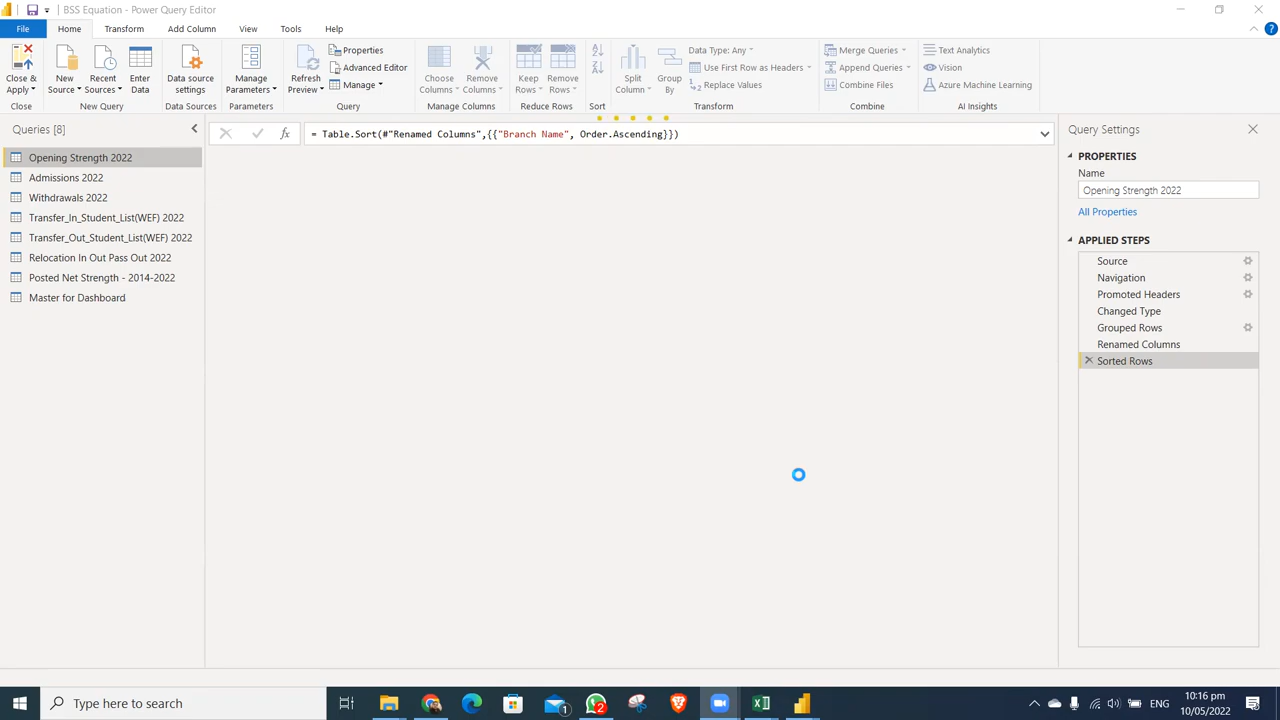 BSS Equation - Power Query Editor
File Home Transform Add Column View Tools Help
Close & Apply
New Source
Recent Sources
Enter Data
Data source settings
Manage Parameters
Refresh Preview
Properties
Advanced Editor
Manage
Choose Columns
Remove Columns
Keep Rows
Remove Rows
Split Column
Group By
Data Type: Any
Use First Row as Headers
Replace Values
Merge Queries
Append Queries
Combine Files
Text Analytics
Vision
Azure Machine Learning
Close New Query Data Sources Parameters Query Manage Columns Reduce Rows Sort Transform Combine AI Insights
Queries [8]
= Table.Sort(#"Renamed Columns",{{"Branch Name", Order.Ascending}})
Opening Strength 2022
Admissions 2022
Withdrawals 2022
Transfer_In_Student_List(WEF) 2022
Transfer_Out_Student_List(WEF) 2022
Relocation In Out Pass Out 2022
Posted Net Strength - 2014-2022
Master for Dashboard
Query Settings
PROPERTIES
Name
Opening Strength 2022
All Properties
APPLIED STEPS
Source
Navigation
Promoted Headers
Changed Type
Grouped Rows
Renamed Columns
Sorted Rows
Type here to search
1
2
ENG
10:16 pm
10/05/2022